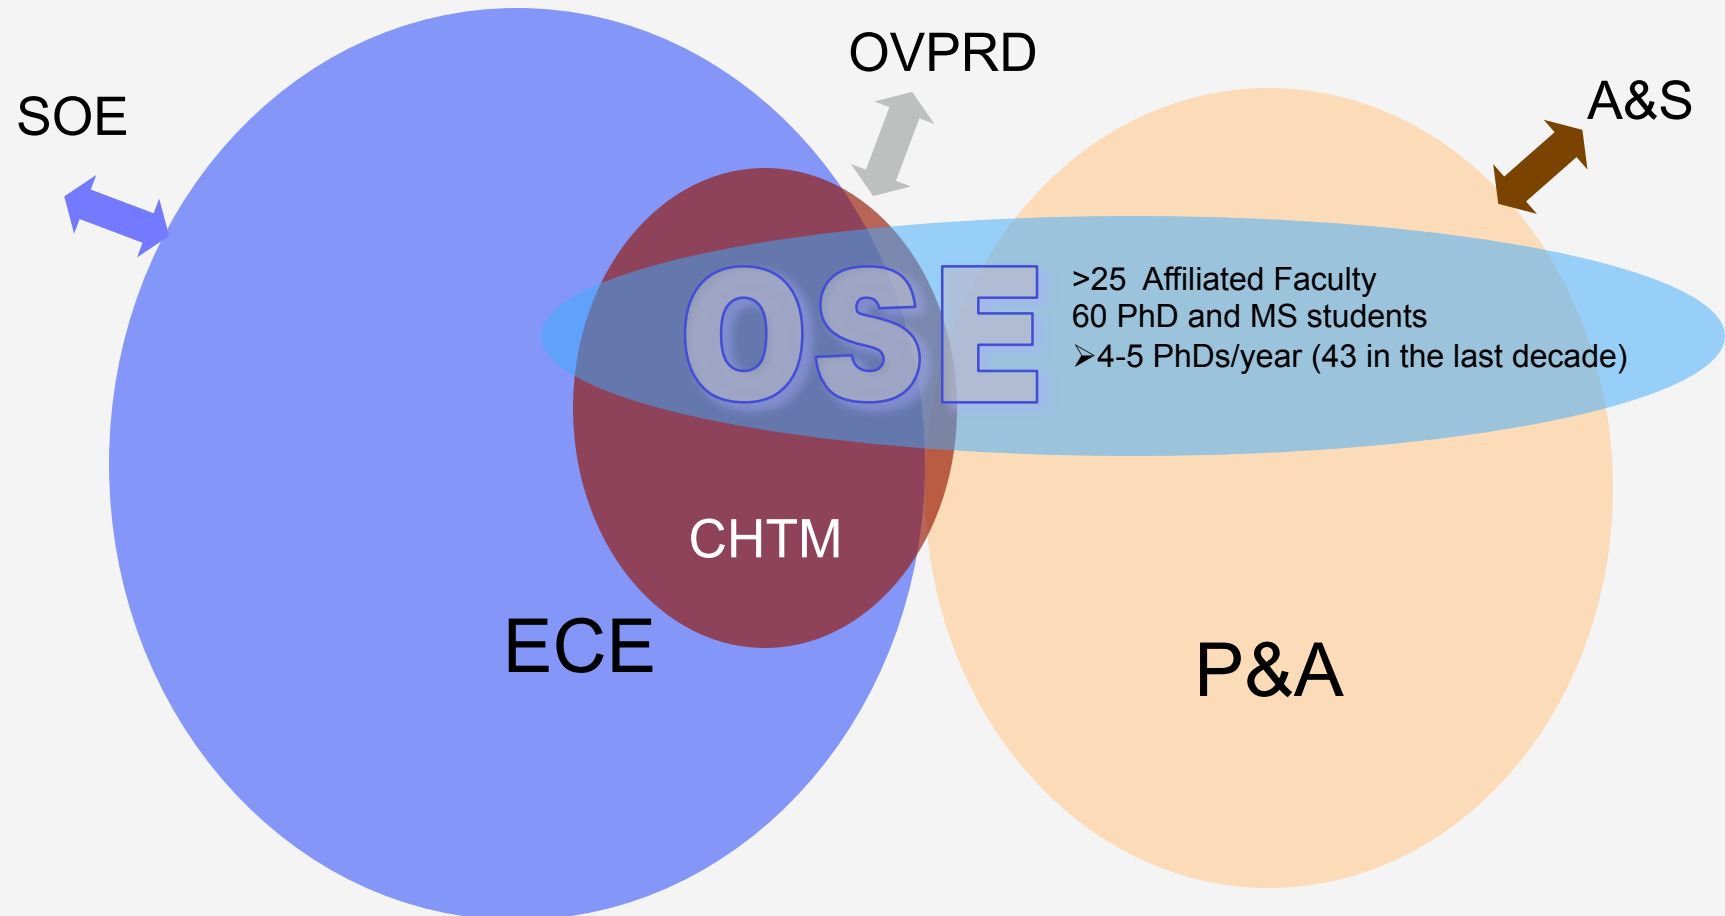 OVPRD
SOE
A&S
OSE
>25 Affiliated Faculty
60 PhD and MS students
➢4-5 PhDs/year (43 in the last decade)
CHTM
ECE
P&A